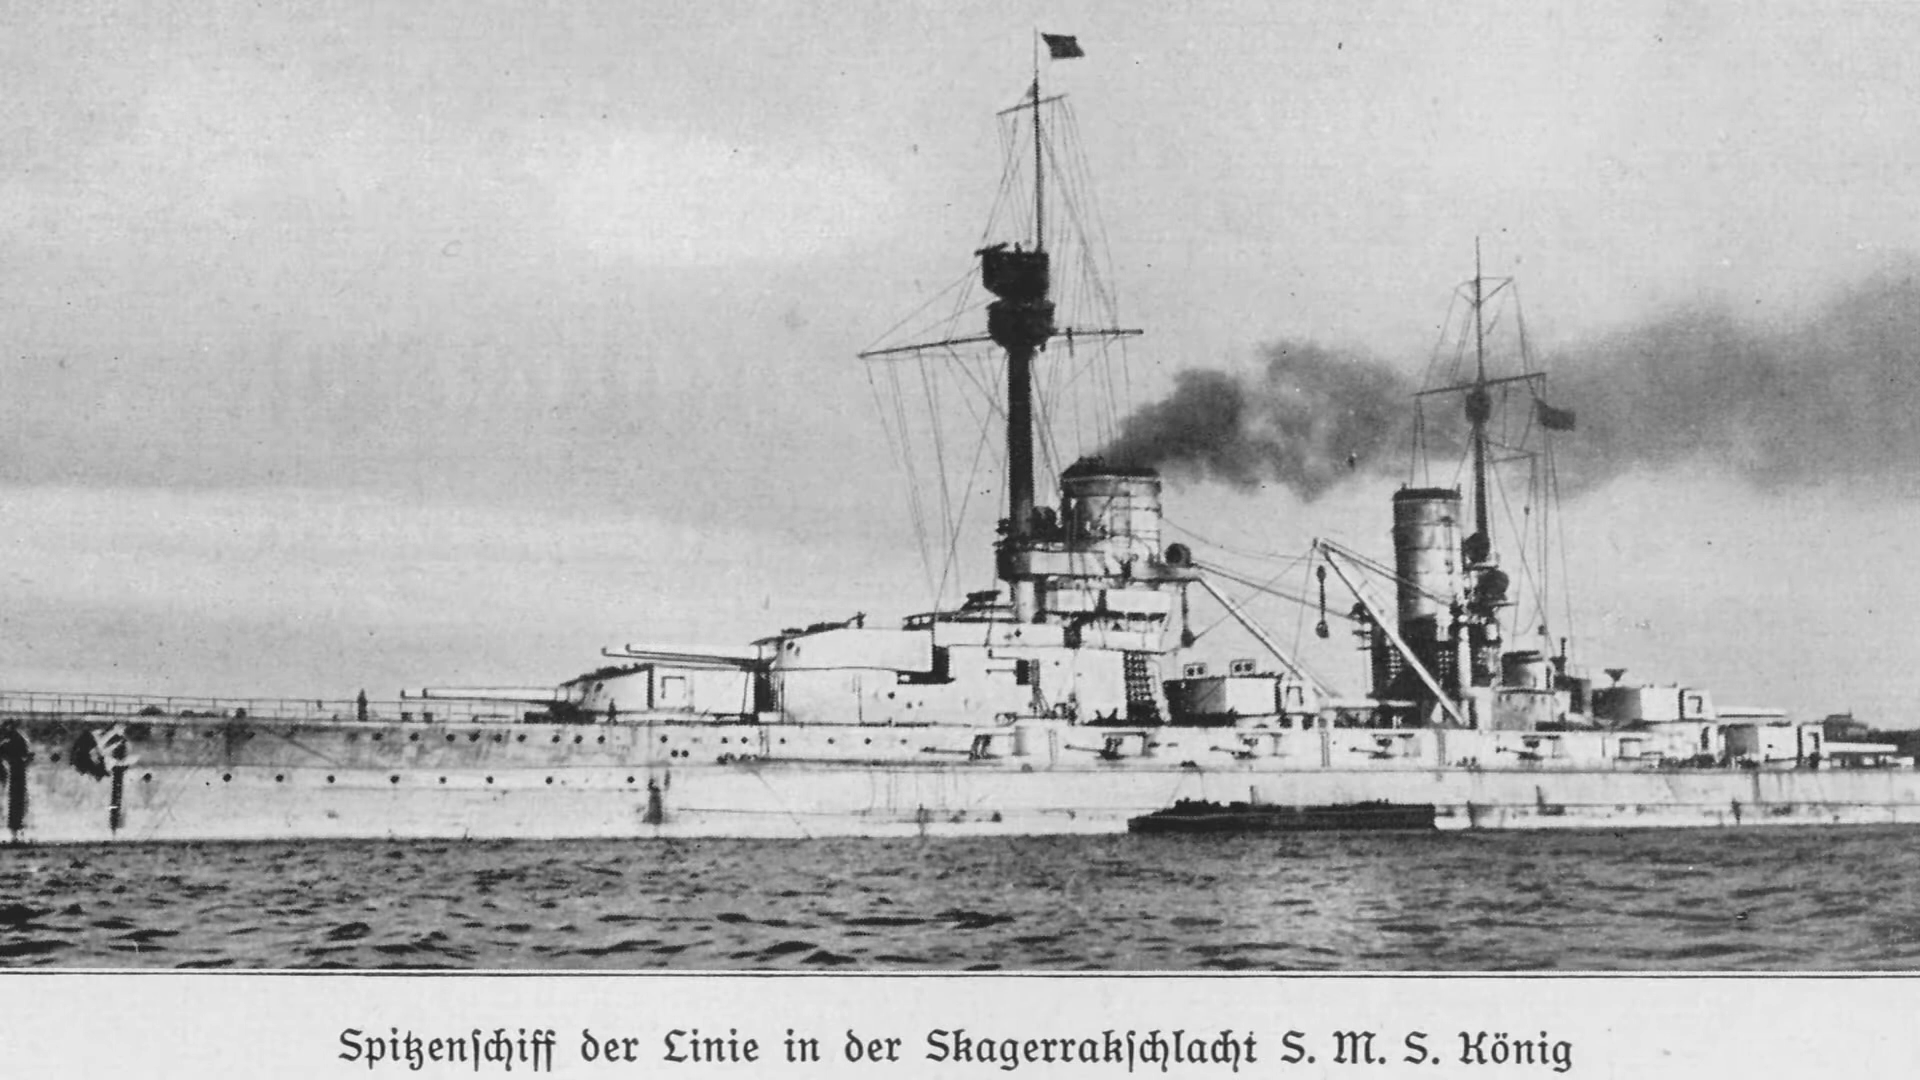 Spitzenschiff der Linie in der Skagerrakschlacht S. M. S. König